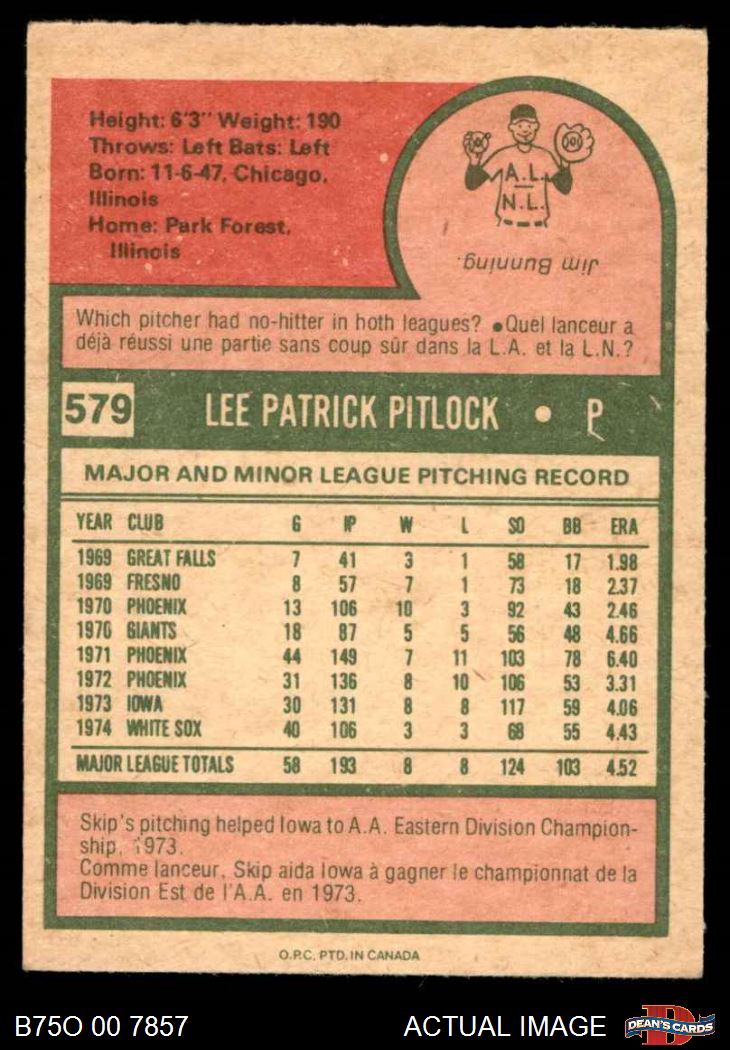 Height: 6'3" Weight: 190
Throws: Left Bats: Left
Born: 11-6-47, Chicago,
Illinois
Home: Park Forest,
Illinois
A.L.
N.L.
Jim Bunning.
Which pitcher had no-hitter in hoth leagues? ●Quel lanceur a
déjà réussi une partie sans coup sûr dans la L.A. et la L.N.?
579 LEE PATRICK PITLOCK • P
MAJOR AND MINOR LEAGUE PITCHING RECORD
YEAR CLUB G IP W L SO BB ERA
1969 GREAT FALLS 7 41 3 1 58 17 1.98
1969 FRESNO 8 57 7 1 73 18 2.37
1970 PHOENIX 13 106 10 3 92 43 2.46
1970 GIANTS 18 87 5 5 56 48 4.66
1971 PHOENIX 44 149 7 11 103 78 6.40
1972 PHOENIX 31 136 8 10 106 53 3.31
1973 IOWA 30 131 8 8 117 59 4.06
1974 WHITE SOX 40 106 3 3 68 55 4.43
MAJOR LEAGUE TOTALS 58 193 8 8 124 103 4.52
Skip's pitching helped Iowa to A.A. Eastern Division Champion-
ship, 1973.
Comme lanceur, Skip aida Iowa à gagner le championnat de la
Division Est de l'A.A. en 1973.
O.P.C. PTD. IN CANADA
B75O 00 7857 ACTUAL IMAGE D DEAN'S CARDS